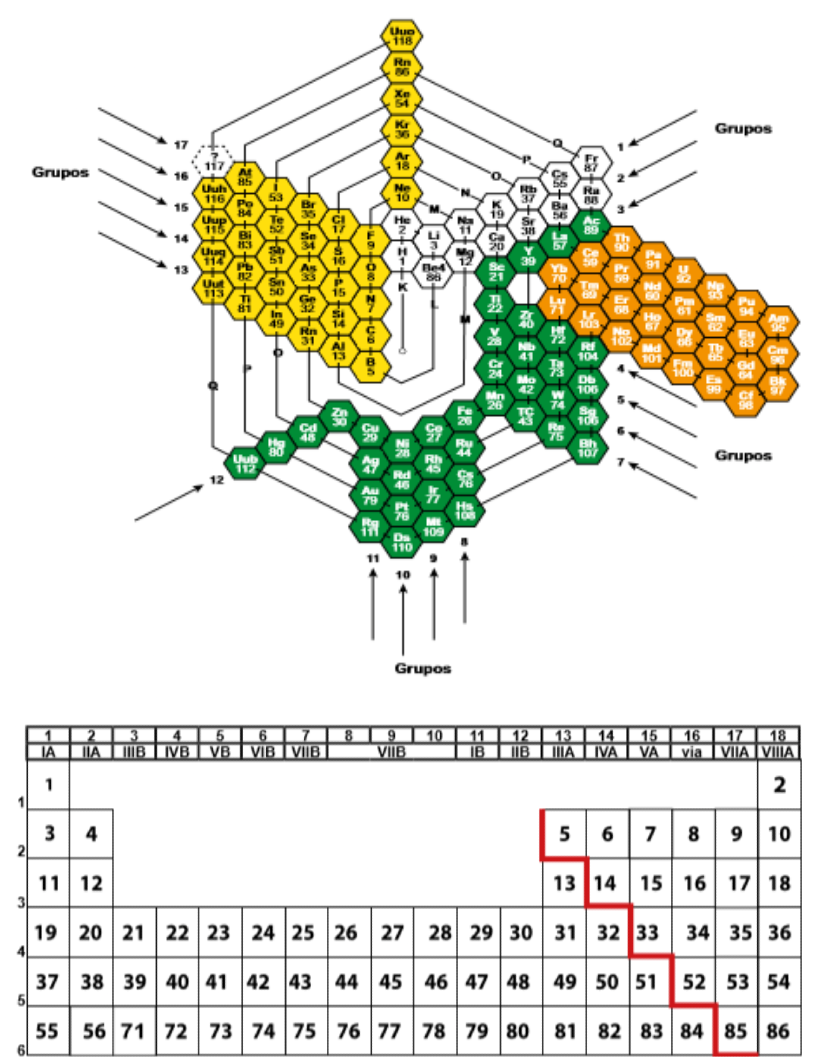 Uuo 118
Rn 86
Xe 54
Kr 36
Ar 18
Ne 10
He 2
H 1
K
Grupos
17
16
15
14
13
? 117
Uuh 116
Uup 115
Uuq 114
Uut 113
At 85
Po 84
Bi 83
Pb 82
Ti 81
I 53
Te 52
Sb 51
Sn 50
In 49
Br 35
Se 34
As 33
Ge 32
Rn 31
Cl 17
S 16
P 15
Si 14
Al 13
F 9
O 8
N 7
C 6
B 5
M
N
O
P
Q
Li 3
Be4 86
L
Na 11
Mg 12
M
K 19
Ca 20
Sc 21
Ti 22
V 28
Cr 24
Mn 26
Rb 37
Sr 38
Y 39
Zr 40
Nb 41
Mo 42
TC 43
Cs 55
Ba 56
La 57
Yb 70
Lu 71
Hf 72
Ta 73
W 74
Re 75
Fr 87
Ra 88
Ac 89
Ce 59
Tm 69
Lr 103
Rf 104
Db 106
Sg 106
Bh 107
Th 90
Pr 59
Er 68
No 102
Pa 91
Nd 60
Ho 67
Md 101
U 92
Pm 61
Dy 66
Fm 100
Np 93
Sm 62
Tb 65
Es 99
Pu 94
Eu 63
Gd 64
Cf 98
Am 95
Cm 96
Bk 97
1
2
3
Grupos
4
5
6
7
Grupos
O
P
Q
Uub 112
Hg 80
Cd 48
Zn 30
Cu 29
Ag 47
Au 79
Rg 111
Ni 28
Rd 46
Pt 76
Ds 110
Co 27
Rh 45
Ir 77
Mt 109
Fe 26
Ru 44
Cs 76
Hs 108
12
11
10
9
8
Grupos
1 2 3 4 5 6 7 8 9 10 11 12 13 14 15 16 17 18
IA IIA IIIB IVB VB VIB VIIB VIIB IB IIB IIIA IVA VA via VIIA VIIIA
1 2
1
3 4 5 6 7 8 9 10
2
11 12 13 14 15 16 17 18
3
19 20 21 22 23 24 25 26 27 28 29 30 31 32 33 34 35 36
4
37 38 39 40 41 42 43 44 45 46 47 48 49 50 51 52 53 54
5
55 56 71 72 73 74 75 76 77 78 79 80 81 82 83 84 85 86
6